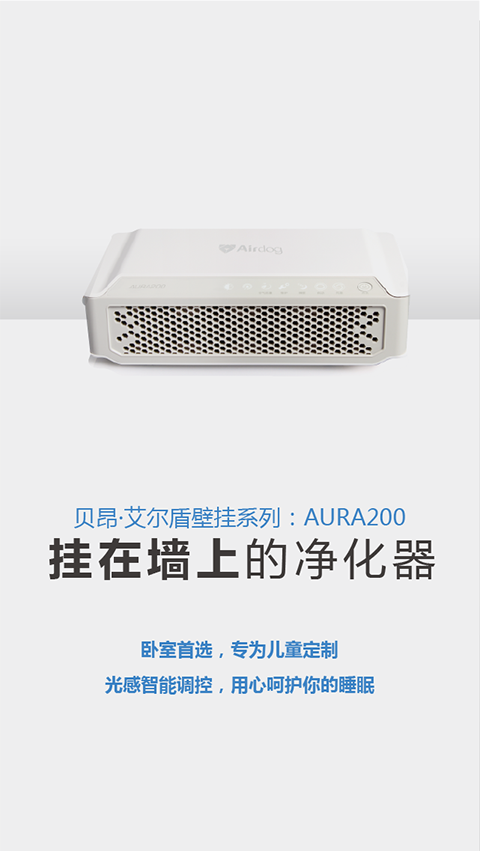 Airdog
贝昂·艾尔盾壁挂系列：AURA200
挂在墙上的净化器
卧室首选，专为儿童定制
光感智能调控，用心呵护你的睡眠